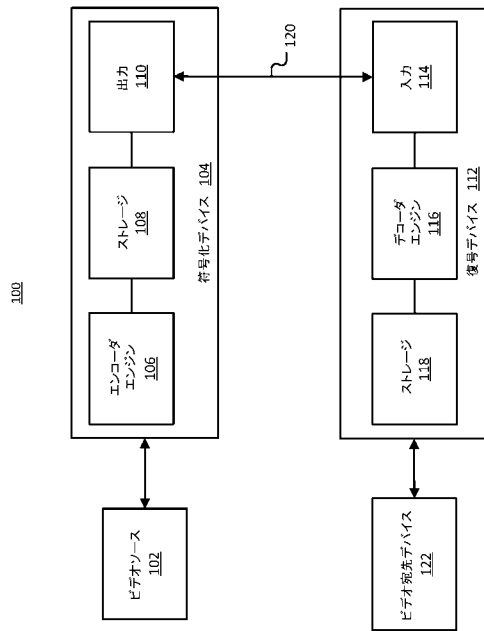 100
ビデオソース
102
エンコーダ
エンジン
106
ストレージ
108
出力
110
符号化デバイス 104
120
ビデオ宛先デバイス
122
ストレージ
118
デコーダ
エンジン
116
入力
114
復号デバイス 112